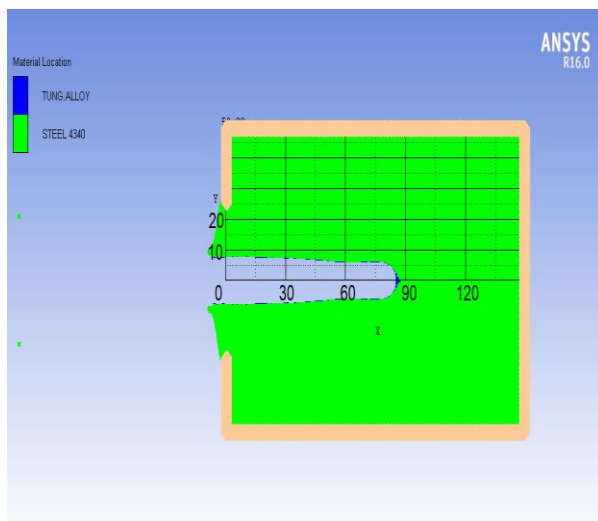 ANSYS
R16.0
Material Location
TUNG.ALLOY
STEEL 4340
Y
20
10
0 30 60 90 120
X